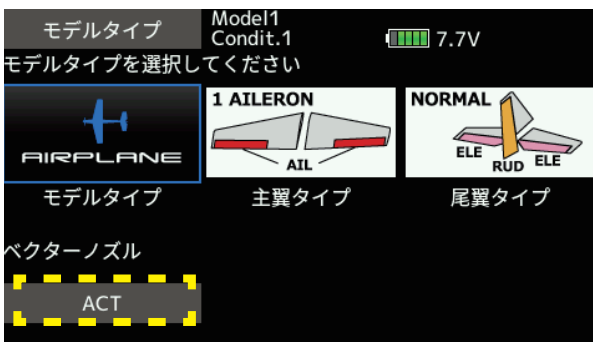 モデルタイプ
Model1
Condit.1
7.7V
モデルタイプを選択してください
AIRPLANE
1 AILERON
AIL
NORMAL
ELE
RUD
ELE
モデルタイプ
主翼タイプ
尾翼タイプ
ベクターノズル
ACT